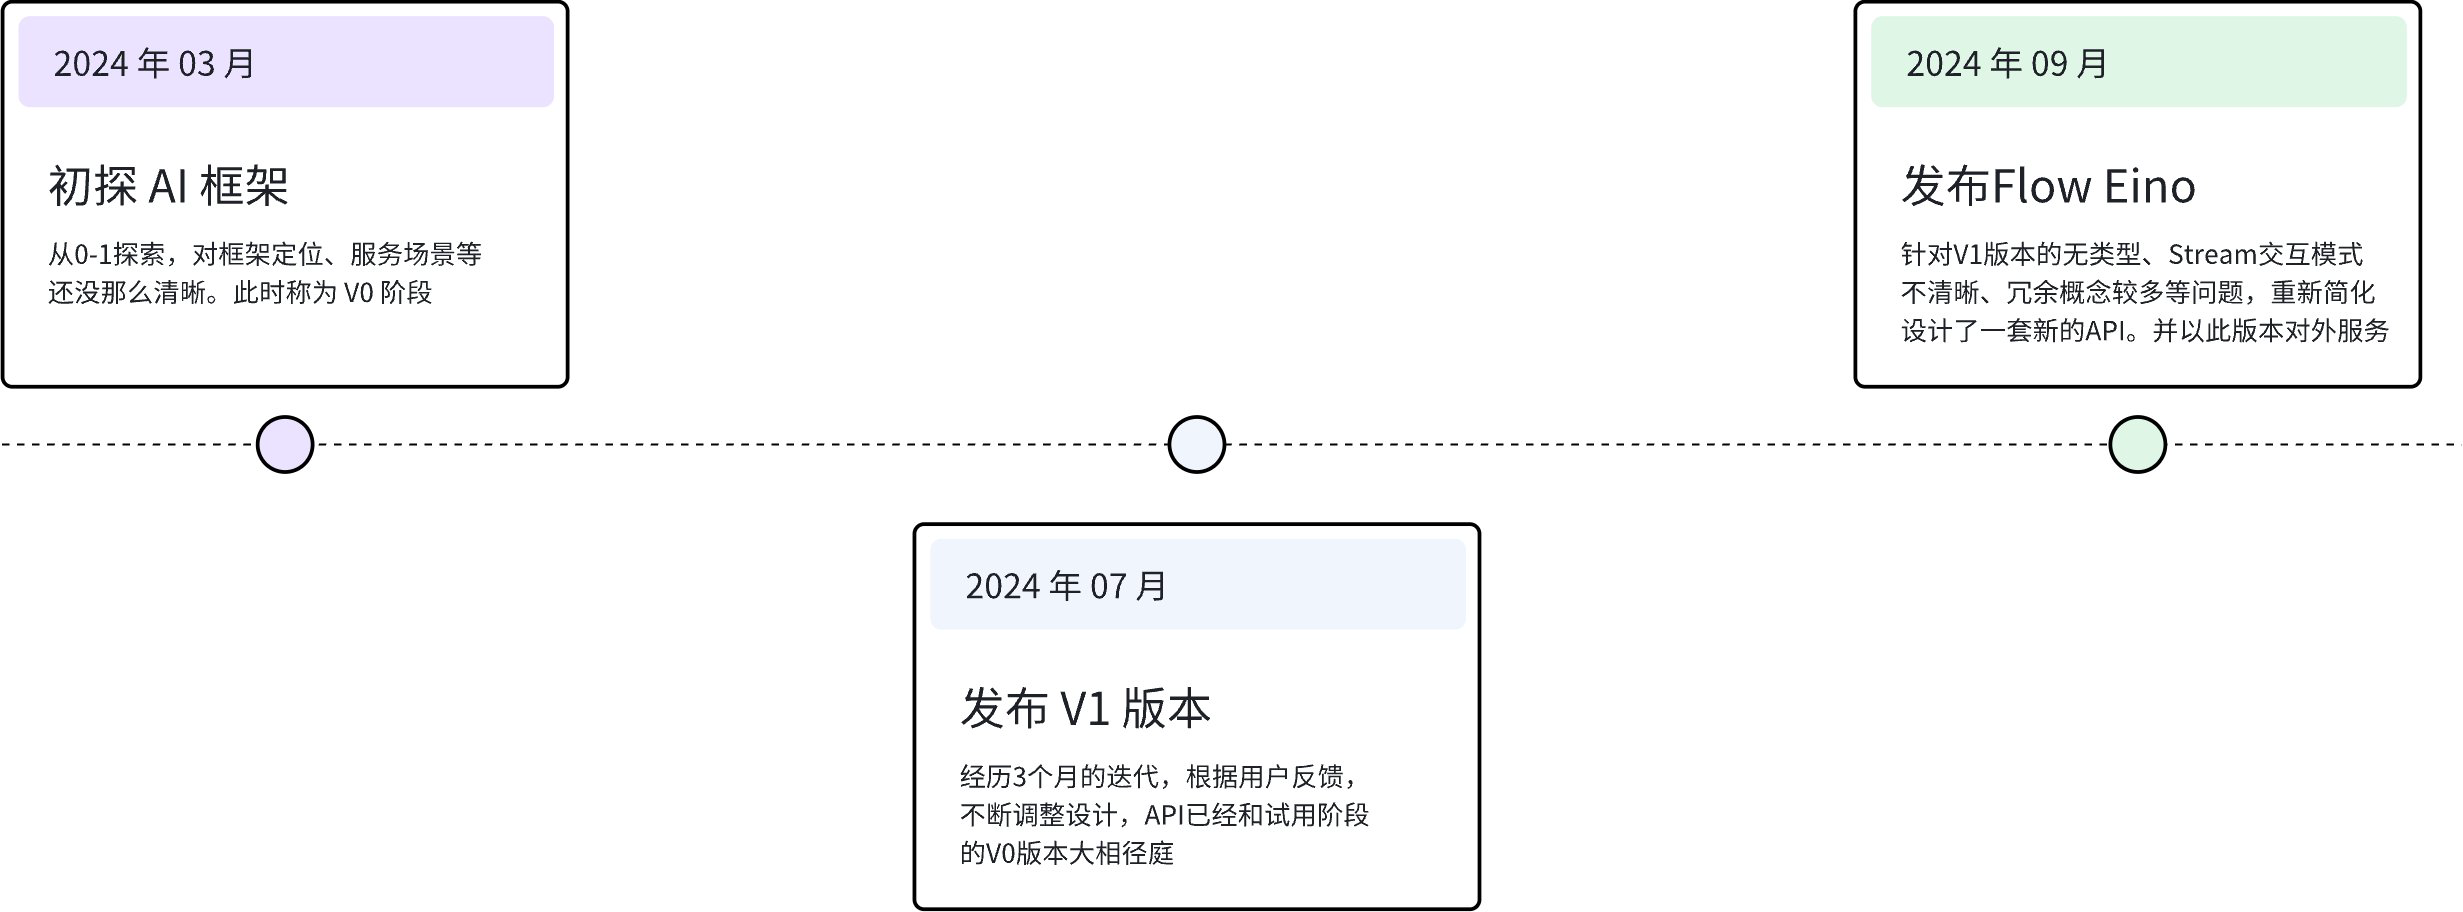 2024 年 03 月
初探 AI 框架
从0-1探索，对框架定位、服务场景等
还没那么清晰。此时称为 V0 阶段
2024 年 07 月
发布 V1 版本
经历3个月的迭代，根据用户反馈，
不断调整设计，API已经和试用阶段
的V0版本大相径庭
2024 年 09 月
发布Flow Eino
针对V1版本的无类型、Stream交互模式
不清晰、冗余概念较多等问题，重新简化
设计了一套新的API。并以此版本对外服务